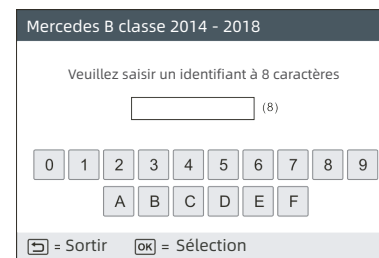 Mercedes B classe 2014 - 2018
Veuillez saisir un identifiant à 8 caractères
(8)
0 1 2 3 4 5 6 7 8 9
A B C D E F
= Sortir OK = Sélection